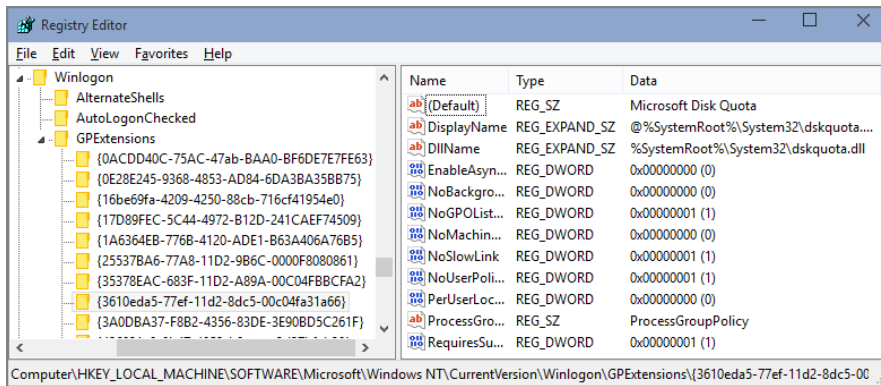 Registry Editor
File Edit View Favorites Help
Winlogon
AlternateShells
AutoLogonChecked
GPExtensions
{0ACDD40C-75AC-47ab-BAA0-BF6DE7E7FE63}
{0E28E245-9368-4853-AD84-6DA3BA35BB75}
{16be69fa-4209-4250-88cb-716cf41954e0}
{17D89FEC-5C44-4972-B12D-241CAEF74509}
{1A6364EB-776B-4120-ADE1-B63A406A76B5}
{25537BA6-77A8-11D2-9B6C-0000F8080861}
{35378EAC-683F-11D2-A89A-00C04FBBCFA2}
{3610eda5-77ef-11d2-8dc5-00c04fa31a66}
{3A0DBA37-F8B2-4356-83DE-3E90BD5C261F}
Name Type Data
(Default) REG_SZ Microsoft Disk Quota
DisplayName REG_EXPAND_SZ @%SystemRoot%\System32\dskquota....
DllName REG_EXPAND_SZ %SystemRoot%\System32\dskquota.dll
EnableAsyn... REG_DWORD 0x00000000 (0)
NoBackgro... REG_DWORD 0x00000000 (0)
NoGPOList... REG_DWORD 0x00000001 (1)
NoMachin... REG_DWORD 0x00000000 (0)
NoSlowLink REG_DWORD 0x00000001 (1)
NoUserPoli... REG_DWORD 0x00000001 (1)
PerUserLoc... REG_DWORD 0x00000000 (0)
ProcessGro... REG_SZ ProcessGroupPolicy
RequiresSu... REG_DWORD 0x00000001 (1)
Computer\HKEY_LOCAL_MACHINE\SOFTWARE\Microsoft\Windows NT\CurrentVersion\Winlogon\GPExtensions\{3610eda5-77ef-11d2-8dc5-00